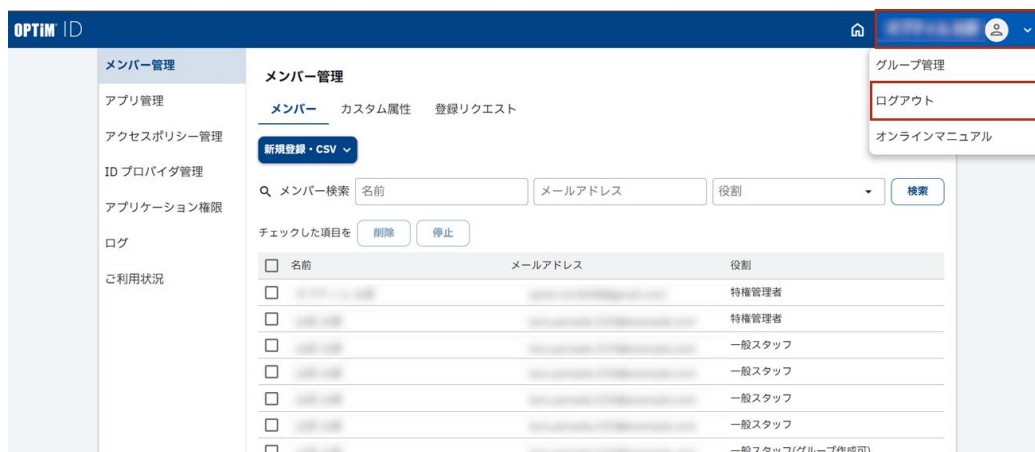 OPTiM ID
メンバー管理
アプリ管理
アクセスポリシー管理
ID プロバイダ管理
アプリケーション権限
ログ
ご利用状況
グループ管理
ログアウト
オンラインマニュアル
メンバー管理
メンバー カスタム属性 登録リクエスト
新規登録・CSV
メンバー検索 名前 メールアドレス 役割 検索
チェックした項目を 削除 停止
名前 メールアドレス 役割
特権管理者
特権管理者
一般スタッフ
一般スタッフ
一般スタッフ
一般スタッフ
一般スタッフ(グループ作成可)